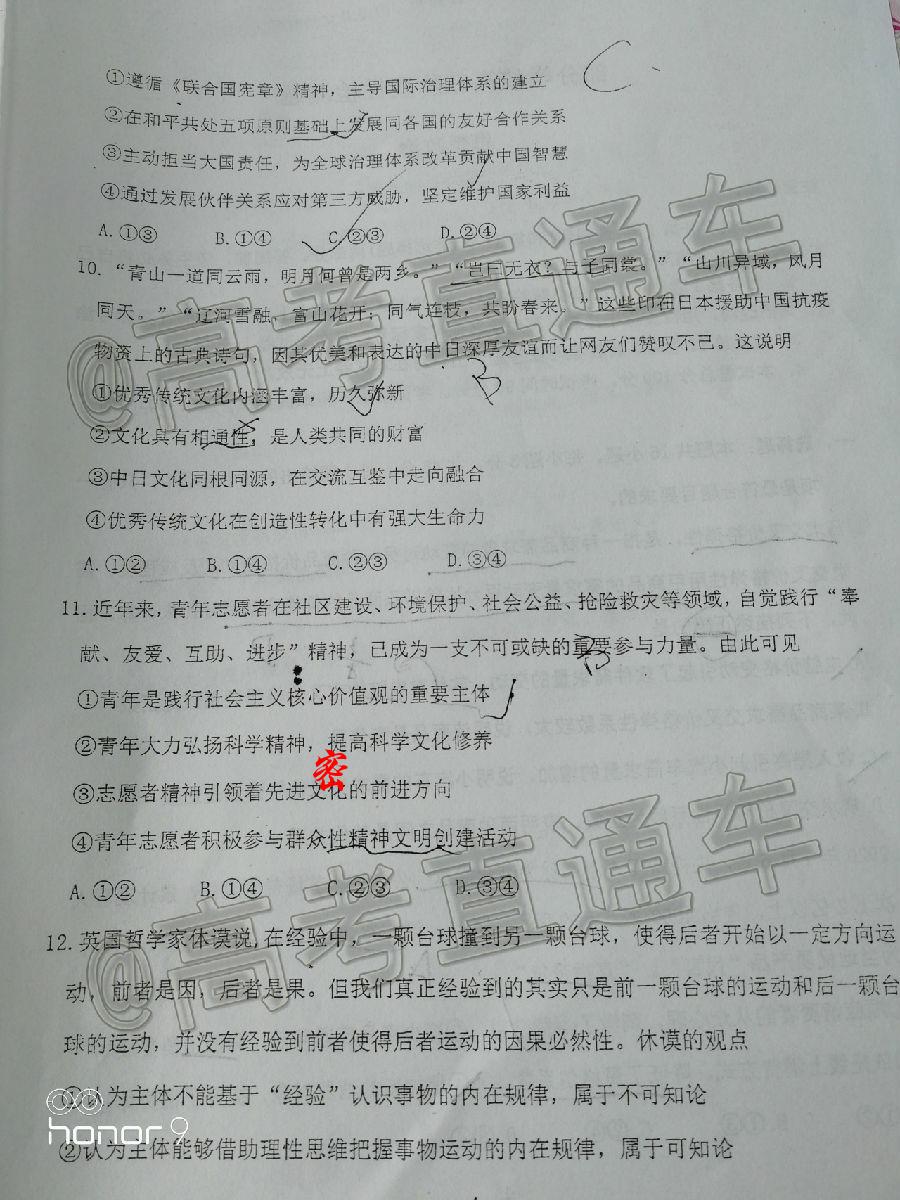 ①遵循《联合国宪章》精神，主导国际治理体系的建立
C.
②在和平共处五项原则基础上发展同各国的友好合作关系
③主动担当大国责任，为全球治理体系改革贡献中国智慧
④通过发展伙伴关系应对第三方威胁，坚定维护国家利益
A.①③ B.①④ C.②③ D.②④
10. “青山一道同云雨，明月何曾是两乡。”“岂曰无衣？与子同裳。”“山川异域，风月
同天。”“辽河雪融，富山花开；同气连枝，共盼春来。”这些印在日本援助中国抗疫
物资上的古典诗句，因其优美和表达的中日深厚友谊而让网友们赞叹不已。这说明
①优秀传统文化内涵丰富，历久弥新
B
②文化具有相通性，是人类共同的财富
③中日文化同根同源，在交流互鉴中走向融合
④优秀传统文化在创造性转化中有强大生命力
A.①② B.①④ C.②③ D.③④
11.近年来，青年志愿者在社区建设、环境保护、社会公益、抢险救灾等领域，自觉践行“奉
献、友爱、互助、进步”精神，已成为一支不可或缺的重要参与力量。由此可见
B
①青年是践行社会主义核心价值观的重要主体
②青年大力弘扬科学精神，提高科学文化修养
密
③志愿者精神引领着先进文化的前进方向
④青年志愿者积极参与群众性精神文明创建活动
A.①② B.①④ C.②③ D.③④
12.英国哲学家休谟说,在经验中，一颗台球撞到另一颗台球，使得后者开始以一定方向运
动，前者是因，后者是果。但我们真正经验到的其实只是前一颗台球的运动和后一颗台
球的运动，并没有经验到前者使得后者运动的因果必然性。休谟的观点
①认为主体不能基于“经验”认识事物的内在规律，属于不可知论
②认为主体能够借助理性思维把握事物运动的内在规律，属于可知论
@高考直通车
@高考直通车
honor 9